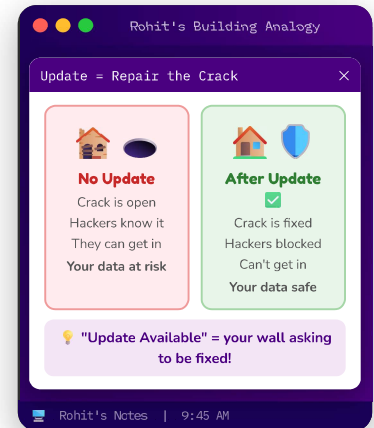 Rohit's Building Analogy
Update = Repair the Crack
No Update
Crack is open
Hackers know it
They can get in
Your data at risk
After Update
Crack is fixed
Hackers blocked
Can't get in
Your data safe
"Update Available" = your wall asking
to be fixed!
Rohit's Notes | 9:45 AM